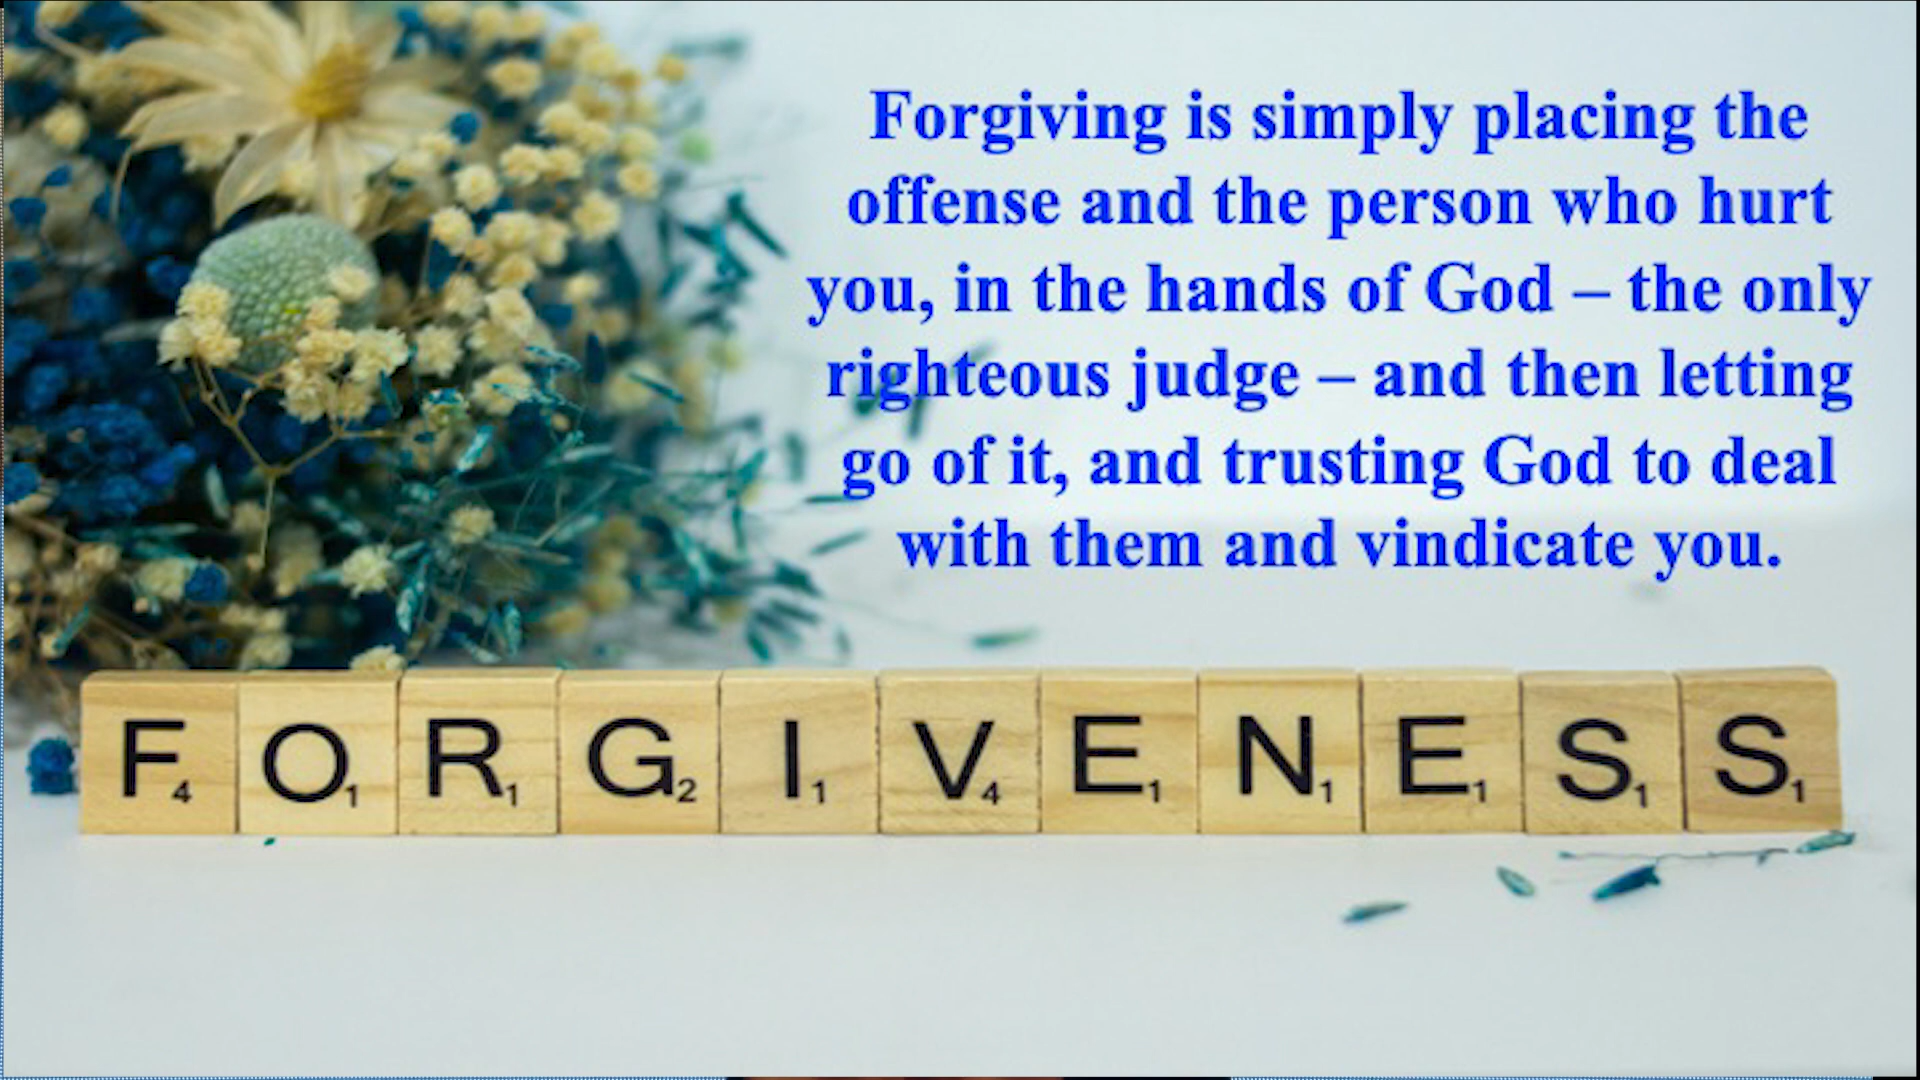 Forgiving is simply placing the
offense and the person who hurt
you, in the hands of God – the only
righteous judge – and then letting
go of it, and trusting God to deal
with them and vindicate you.
F4 O1 R1 G2 I1 V4 E1 N1 E1 S1 S1